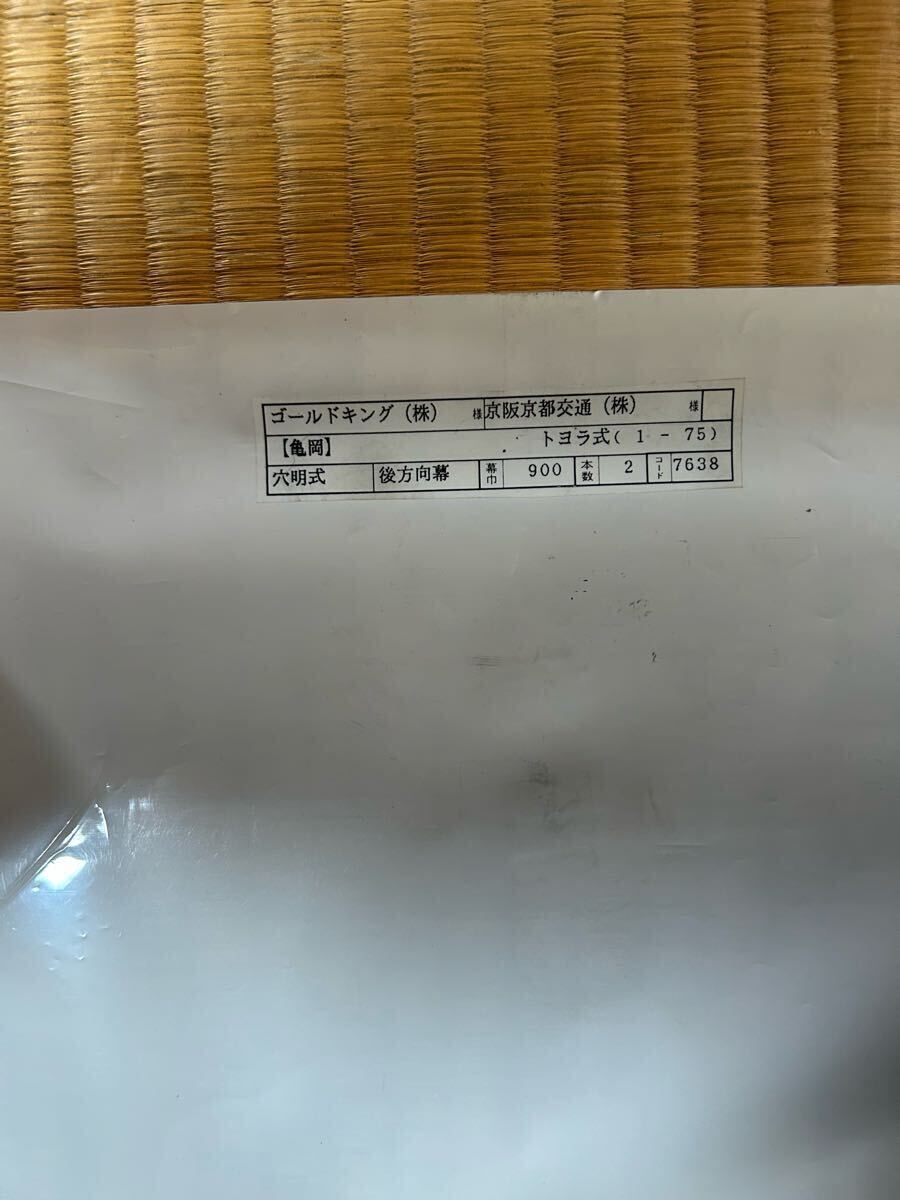 ゴールドキング(株) 様 京阪京都交通(株) 様
【亀岡】 トヨラ式(1-75)
穴明式 後方向幕 幕巾 900 本数 2 コード 7638